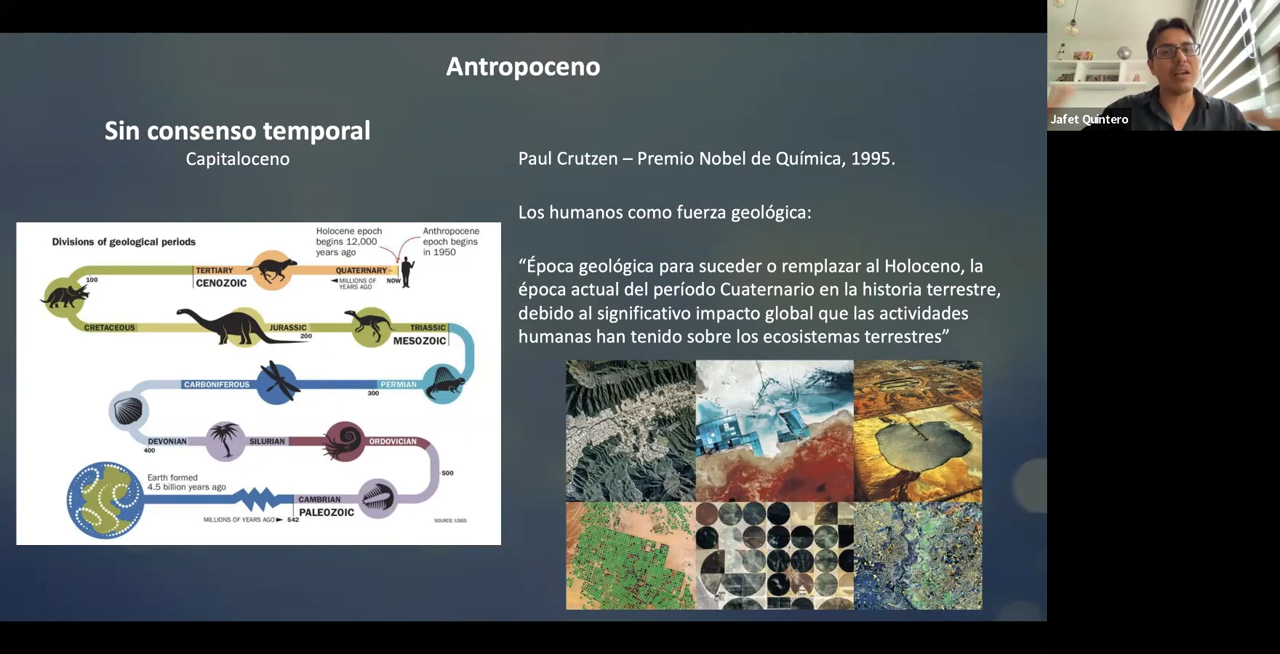 Antropoceno
Sin consenso temporal
Capitaloceno
Divisions of geological periods
Holocene epoch
begins 12,000
years ago
Anthropocene
epoch begins
in 1950
100
TERTIARY
CENOZOIC
QUATERNARY
◄ MILLIONS OF
YEARS AGO
NOW
CRETACEOUS
JURASSIC
200
TRIASSIC
MESOZOIC
CARBONIFEROUS
300
PERMIAN
DEVONIAN
400
SILURIAN
ORDOVICIAN
500
Earth formed
4.5 billion years ago
CAMBRIAN
PALEOZOIC
MILLIONS OF YEARS AGO ► 542
SOURCE: USGS
Paul Crutzen – Premio Nobel de Química, 1995.
Los humanos como fuerza geológica:
“Época geológica para suceder o remplazar al Holoceno, la
época actual del período Cuaternario en la historia terrestre,
debido al significativo impacto global que las actividades
humanas han tenido sobre los ecosistemas terrestres”
Jafet Quintero